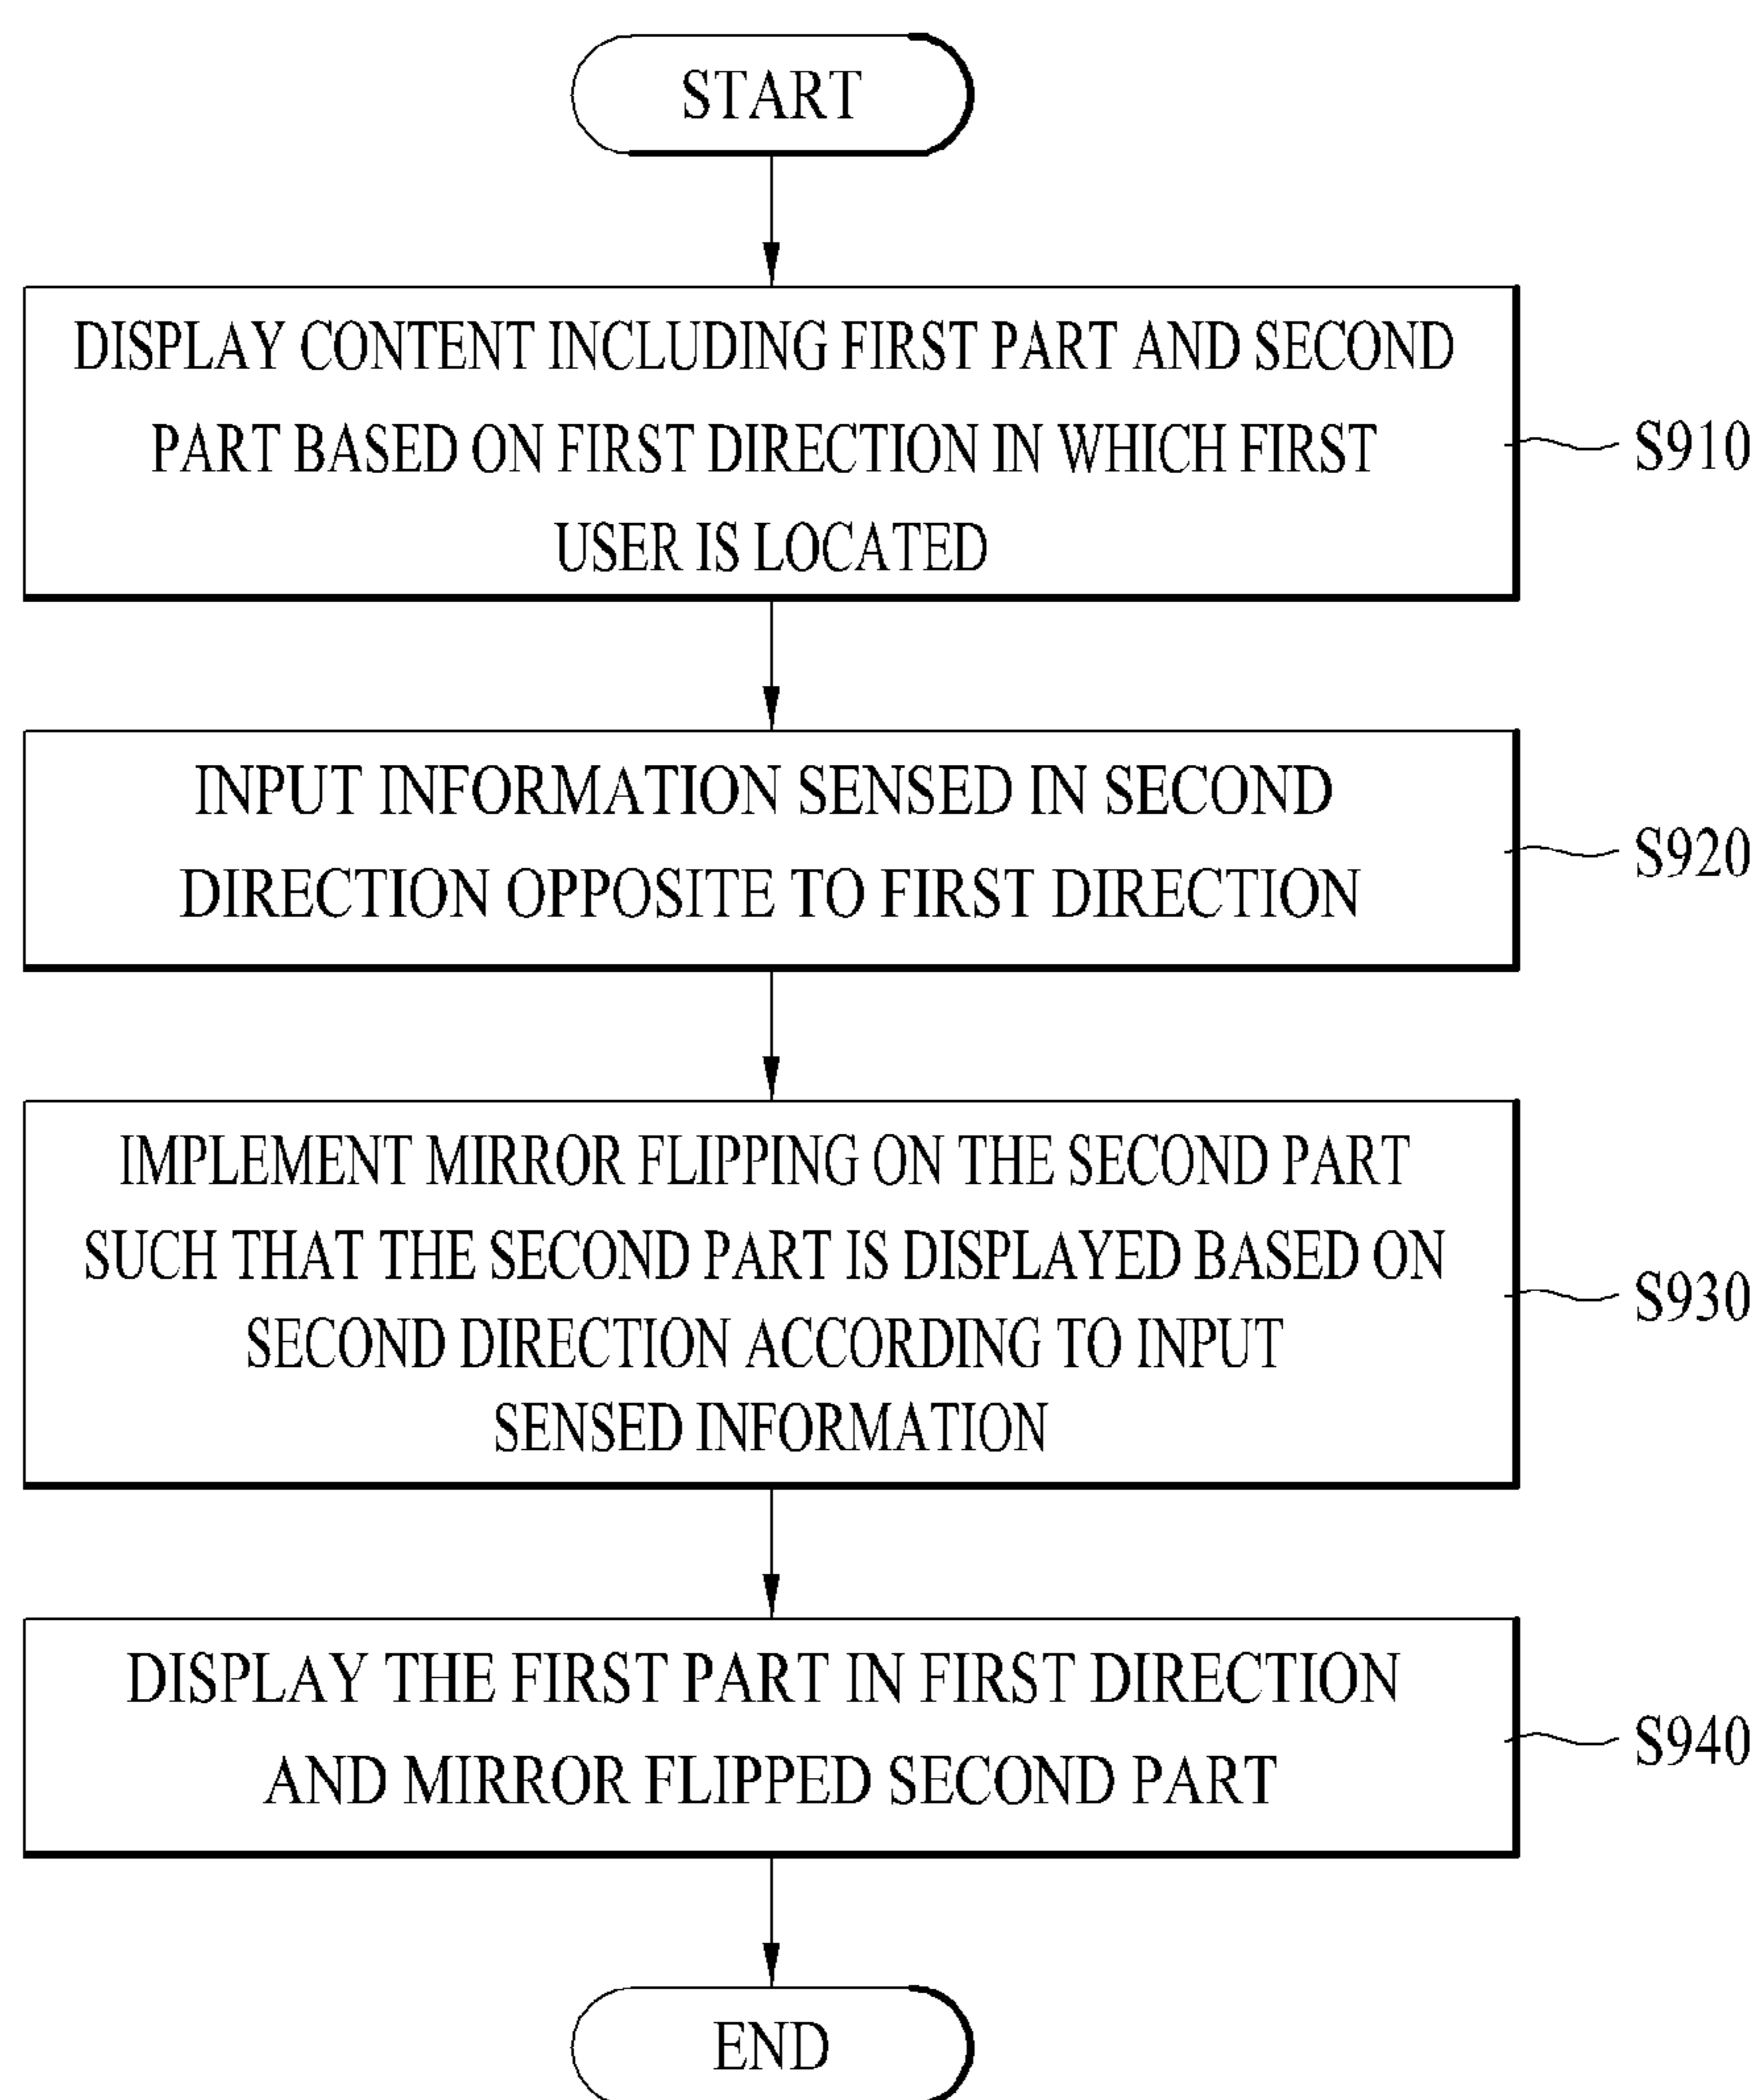 START
DISPLAY CONTENT INCLUDING FIRST PART AND SECOND
PART BASED ON FIRST DIRECTION IN WHICH FIRST
USER IS LOCATED
S910
INPUT INFORMATION SENSED IN SECOND
DIRECTION OPPOSITE TO FIRST DIRECTION
S920
IMPLEMENT MIRROR FLIPPING ON THE SECOND PART
SUCH THAT THE SECOND PART IS DISPLAYED BASED ON
SECOND DIRECTION ACCORDING TO INPUT
SENSED INFORMATION
S930
DISPLAY THE FIRST PART IN FIRST DIRECTION
AND MIRROR FLIPPED SECOND PART
S940
END